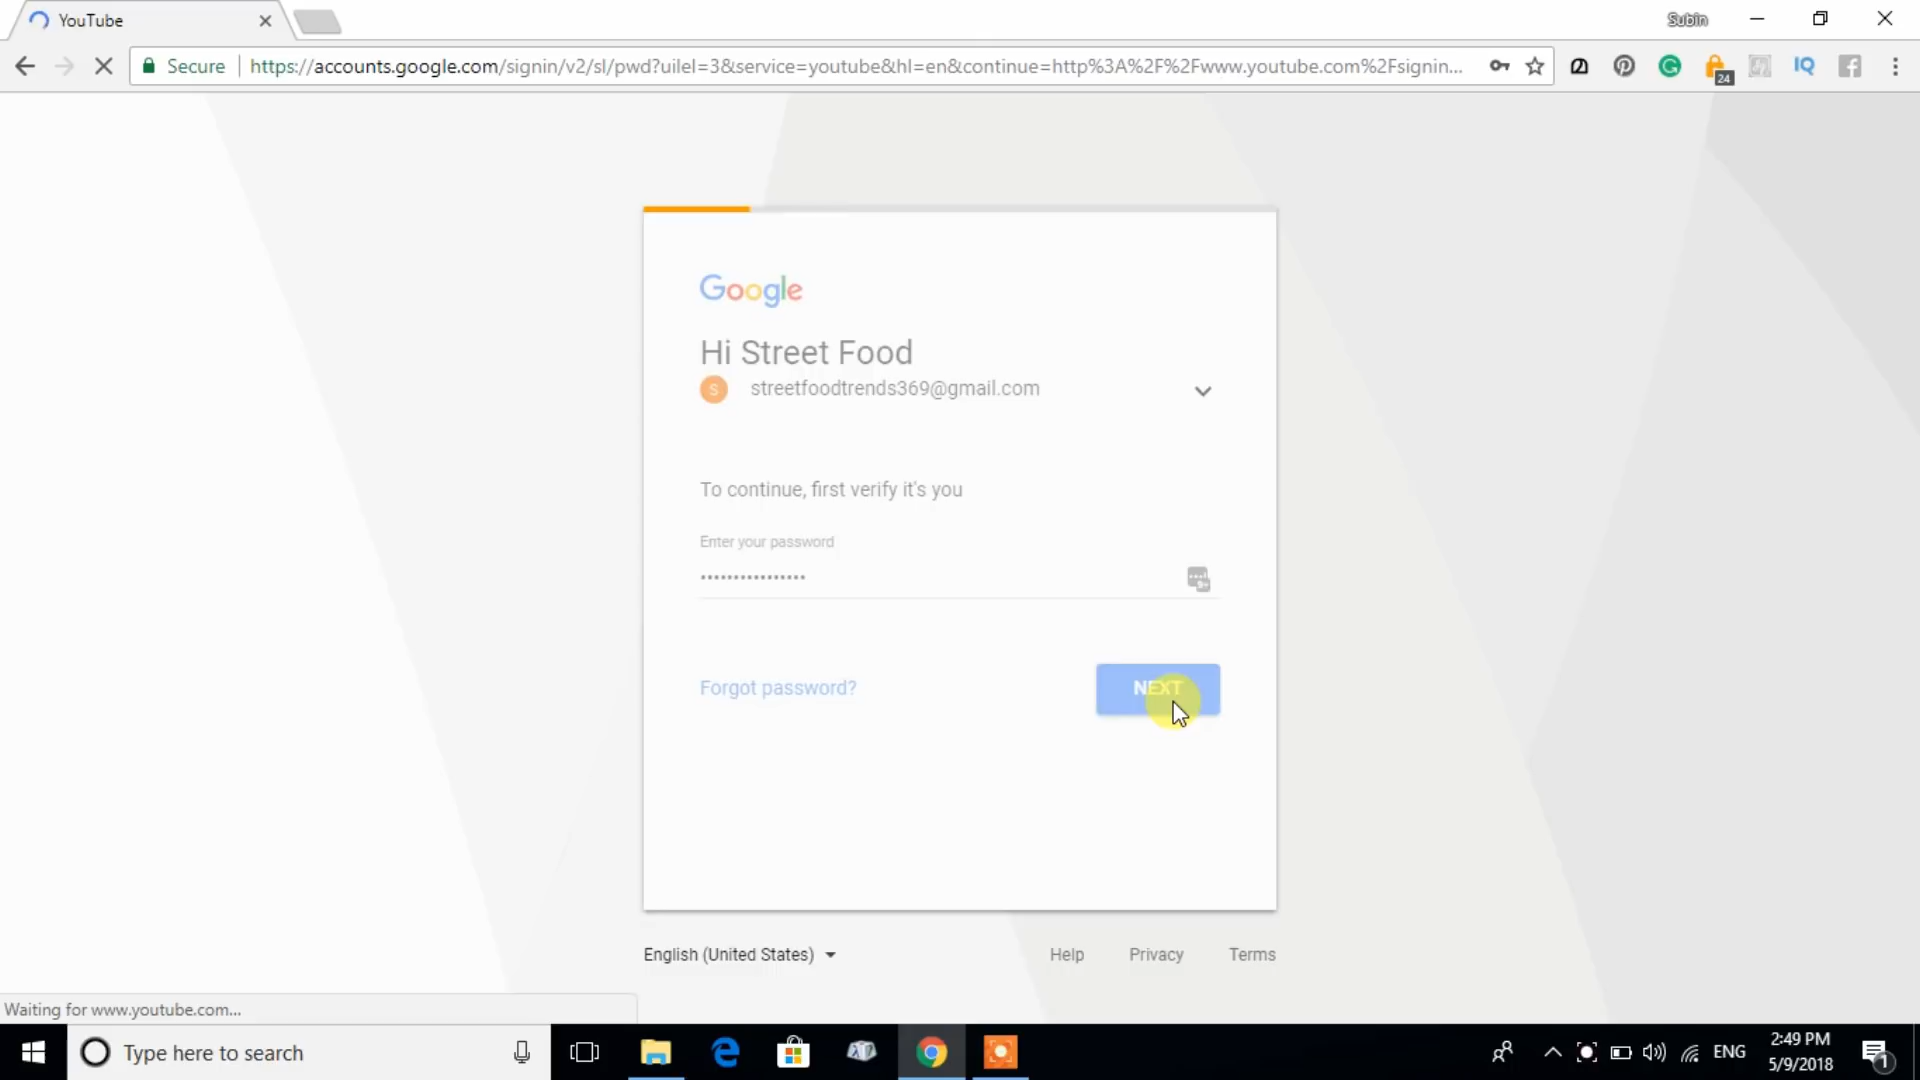 YouTube
Subin
Secure
https://accounts.google.com/signin/v2/sl/pwd?uilel=3&service=youtube&hl=en&continue=http%3A%2F%2Fwww.youtube.com%2Fsignin...
24
IQ
Google
Hi Street Food
S
streetfoodtrends369@gmail.com
To continue, first verify it's you
Enter your password
••••••••••••••••
Forgot password?
NEXT
English (United States)
Help
Privacy
Terms
Waiting for www.youtube.com...
Type here to search
ENG
2:49 PM
5/9/2018
1